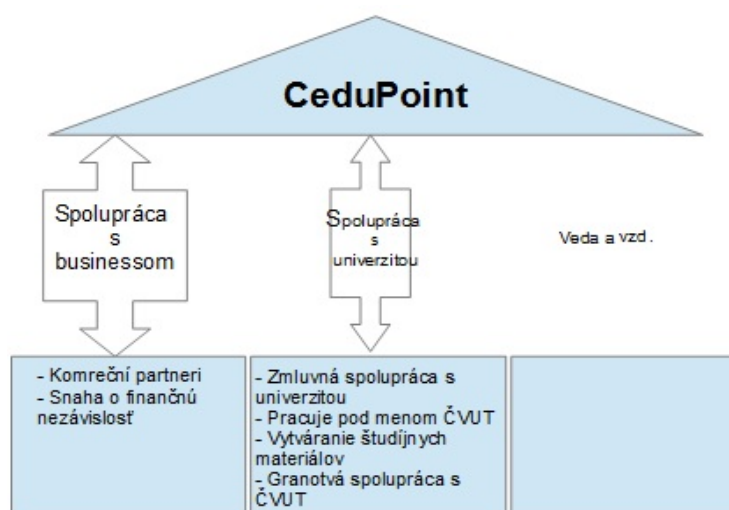 CeduPoint
Spolupráca
s
businessom
Spolupráca
s
univerzitou
Veda a vzd.
- Komreční partneri
- Snaha o finančnú
nezávislosť
- Zmluvná spolupráca s
univerzitou
- Pracuje pod menom ČVUT
- Vytváranie študíjnych
materiálov
- Granotvá spolupráca s
ČVUT